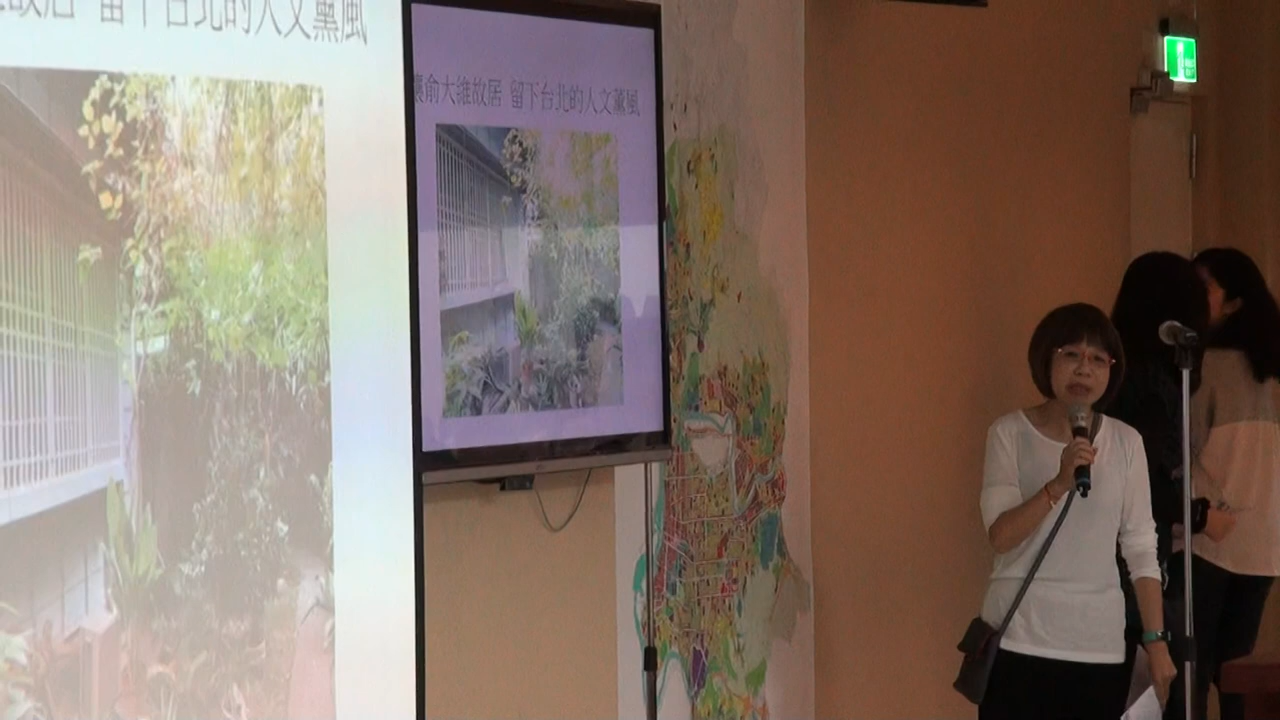 故居 留下台北的人文薰風
讓俞大維故居 留下台北的人文薰風